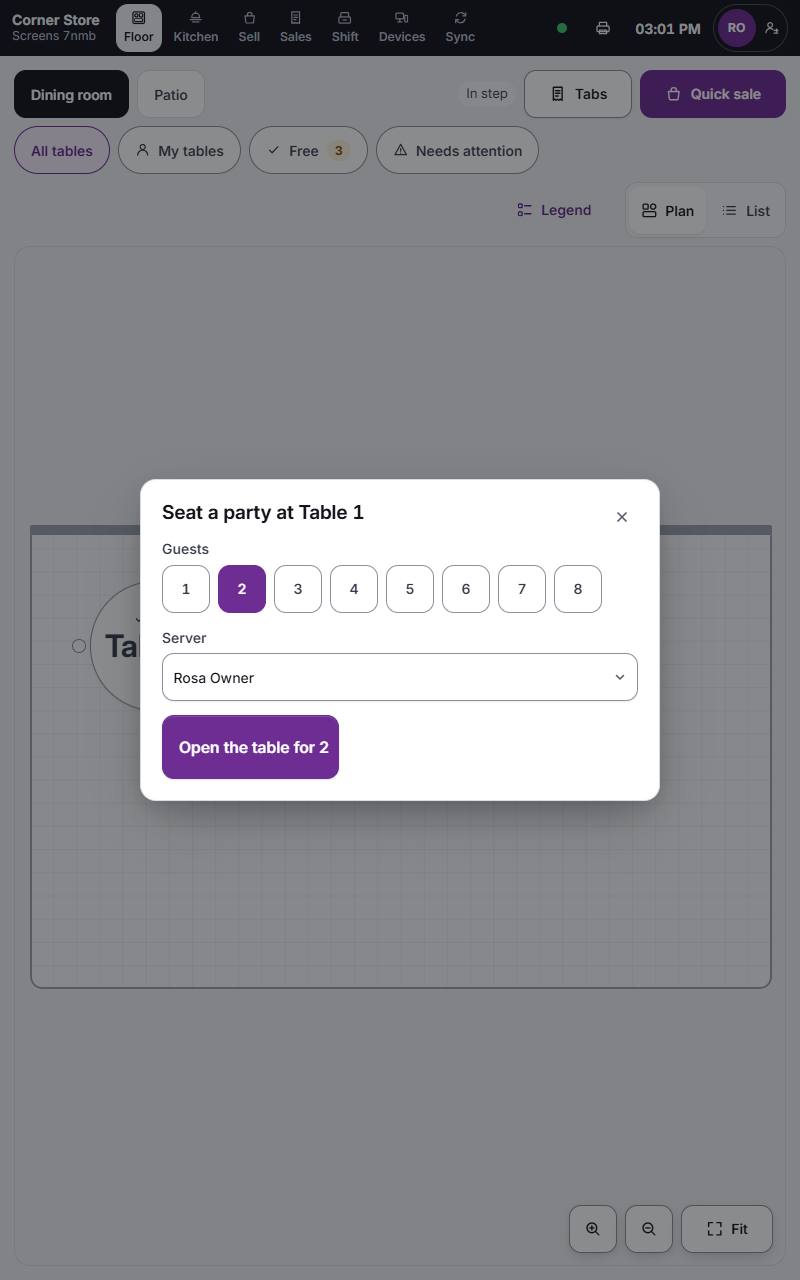 Corner Store
Screens 7nmb
Floor
Kitchen
Sell
Sales
Shift
Devices
Sync
03:01 PM
RO
Dining room
Patio
In step
Tabs
Quick sale
All tables
My tables
Free 3
Needs attention
Legend
Plan
List
Seat a party at Table 1
Guests
1 2 3 4 5 6 7 8
Server
Rosa Owner
Open the table for 2
Fit